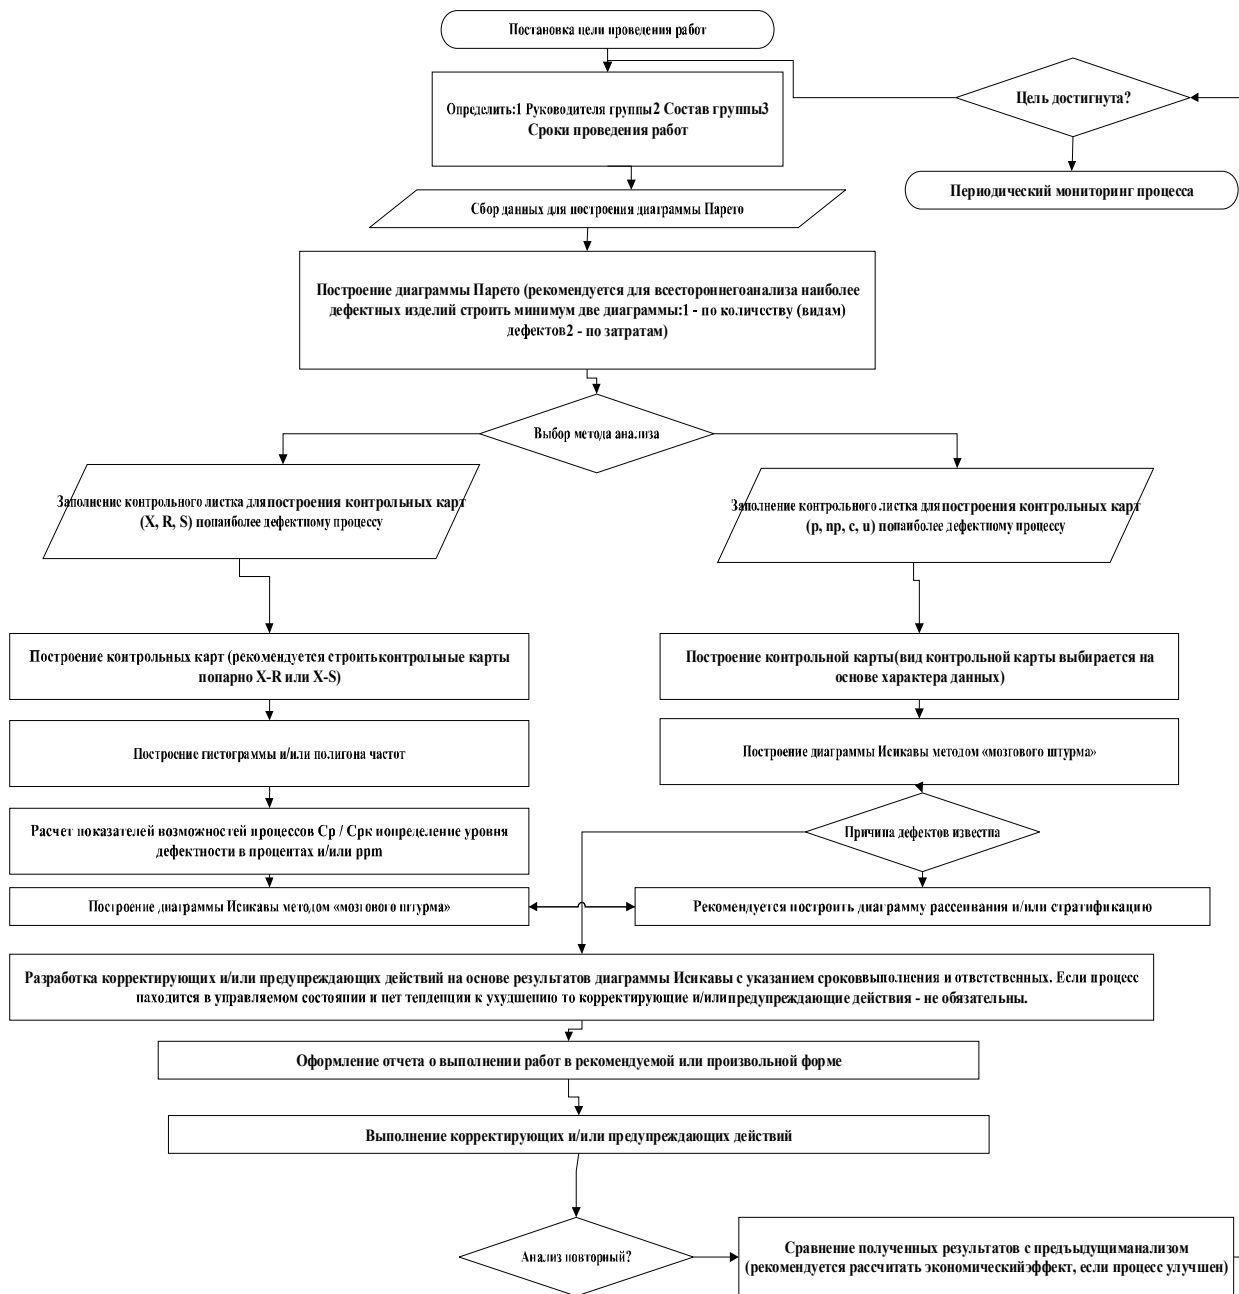 Постановка цели проведения работ
Цель достигнута?
Определить:1 Руководителя группы2 Состав группы3
Сроки проведения работ
Периодический мониторинг процесса
Сбор данных для построения диаграммы Парето
Построение диаграммы Парето (рекомендуется для всестороннегоанализа наиболее
дефектных изделий строить минимум две диаграммы:1 - по количеству (видам)
дефектов2 - по затратам)
Выбор метода анализа
Заполнение контрольного листка дляпостроения контрольных карт
(X, R, S) понаиболее дефектному процессу
Заполнение контрольного листка дляпостроения контрольных карт
(p, np, c, u) понаиболее дефектному процессу
Построение контрольных карт (рекомендуется строитьконтрольные карты
попарно X-R или X-S)
Построение контрольной карты(вид контрольной карты выбирается на
основе характера данных)
Построение гистограммы и/или полигона частот
Построение диаграммы Исикавы методом «мозгового штурма»
Расчет показателей возможностей процессов Ср / Срк иопределение уровня
дефектности в процентах и/или ppm
Причина дефектов известна
Построение диаграммы Исикавы методом «мозгового штурма»
Рекомендуется построить диаграмму рассеивания и/или стратификацию
Разработка корректирующих и/или предупреждающих действий на основе результатов диаграммы Исикавы с указанием сроковвыполнения и ответственных. Если процесс
находится в управляемом состоянии и нет тенденции к ухудшению то корректирующие и/илипредупреждающие действия - не обязательны.
Оформление отчета о выполнении работ в рекомендуемой или произвольной форме
Выполнение корректирующих и/или предупреждающих действий
Анализ повторный?
Сравнение полученных результатов с предъыдущиманализом
(рекомендуется рассчитать экономическийэффект, если процесс улучшен)